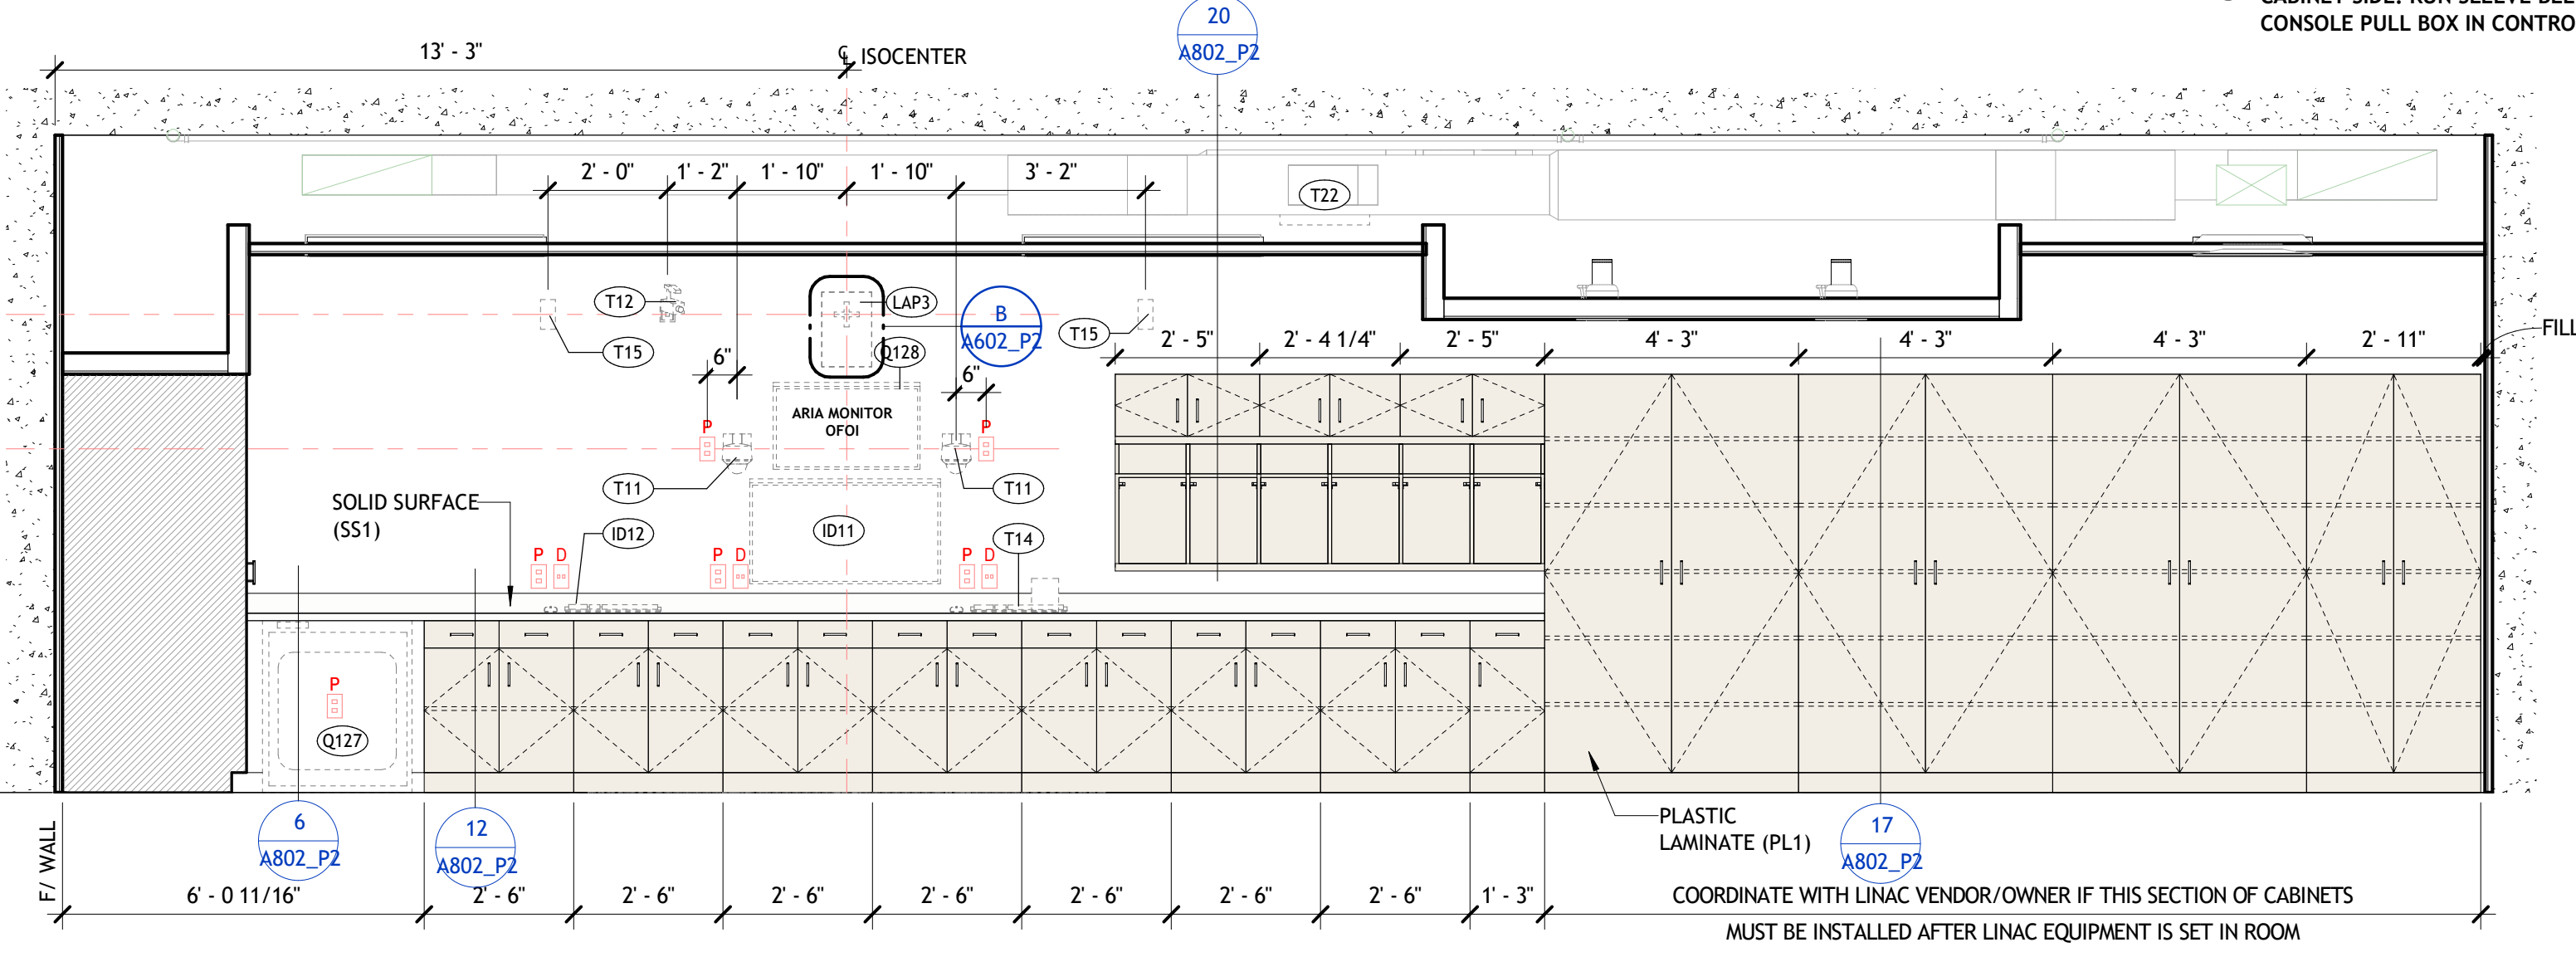 CONSOLE PULL BOX IN CONTRO
20
A802_P2
13' - 3"
℄ ISOCENTER
2' - 0"
1' - 2"
1' - 10"
1' - 10"
3' - 2"
T22
T12
LAP3
B
A602_P2
T15
T15
Q128
FILL
6"
6"
2' - 5"
2' - 4 1/4"
2' - 5"
4' - 3"
4' - 3"
4' - 3"
2' - 11"
ARIA MONITOR
OFOI
P
P
T11
T11
SOLID SURFACE
(SS1)
ID12
ID11
T14
P D
P D
P D
P
Q127
PLASTIC
LAMINATE (PL1)
6
A802_P2
12
A802_P2
17
A802_P2
F/ WALL
6' - 0 11/16"
2' - 6"
2' - 6"
2' - 6"
2' - 6"
2' - 6"
2' - 6"
2' - 6"
1' - 3"
COORDINATE WITH LINAC VENDOR/OWNER IF THIS SECTION OF CABINETS
MUST BE INSTALLED AFTER LINAC EQUIPMENT IS SET IN ROOM